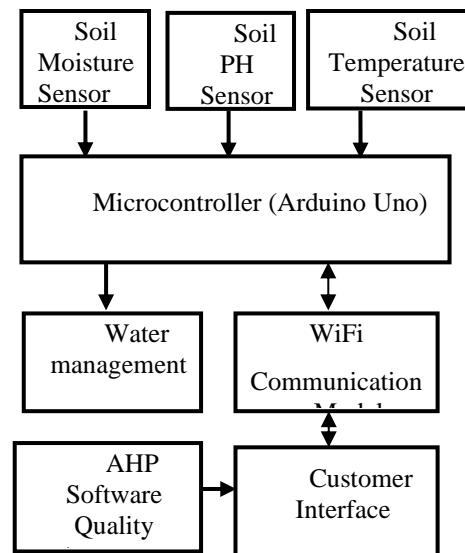 Soil
Moisture
Sensor
Soil
PH
Sensor
Soil
Temperature
Sensor
Microcontroller (Arduino Uno)
Water
management
WiFi
Communication
AHP
Software
Quality
Customer
Interface